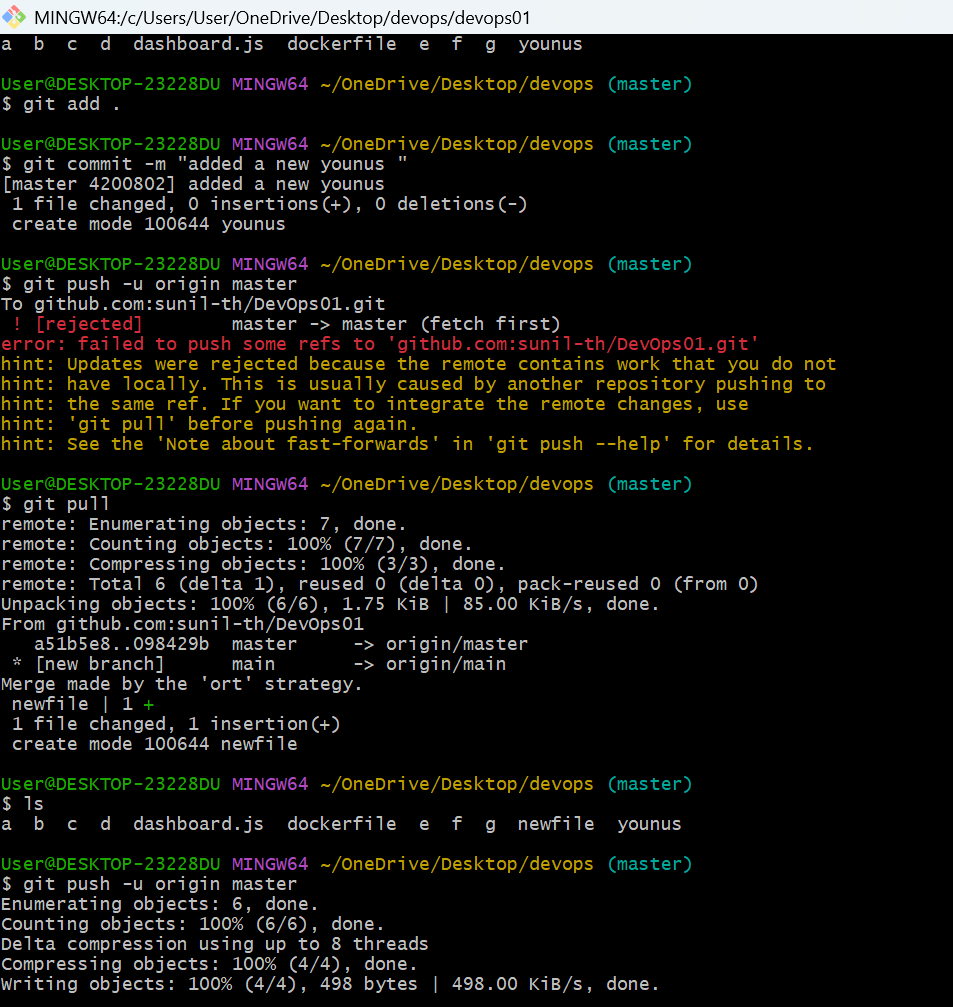 MINGW64:/c/Users/User/OneDrive/Desktop/devops/devops01
a  b  c  d  dashboard.js  dockerfile  e  f  g  younus
User@DESKTOP-23228DU MINGW64 ~/OneDrive/Desktop/devops (master)
$ git add .
User@DESKTOP-23228DU MINGW64 ~/OneDrive/Desktop/devops (master)
$ git commit -m "added a new younus "
[master 4200802] added a new younus
 1 file changed, 0 insertions(+), 0 deletions(-)
 create mode 100644 younus
User@DESKTOP-23228DU MINGW64 ~/OneDrive/Desktop/devops (master)
$ git push -u origin master
To github.com:sunil-th/DevOps01.git
 ! [rejected]        master -> master (fetch first)
error: failed to push some refs to 'github.com:sunil-th/DevOps01.git'
hint: Updates were rejected because the remote contains work that you do not
hint: have locally. This is usually caused by another repository pushing to
hint: the same ref. If you want to integrate the remote changes, use
hint: 'git pull' before pushing again.
hint: See the 'Note about fast-forwards' in 'git push --help' for details.
User@DESKTOP-23228DU MINGW64 ~/OneDrive/Desktop/devops (master)
$ git pull
remote: Enumerating objects: 7, done.
remote: Counting objects: 100% (7/7), done.
remote: Compressing objects: 100% (3/3), done.
remote: Total 6 (delta 1), reused 0 (delta 0), pack-reused 0 (from 0)
Unpacking objects: 100% (6/6), 1.75 KiB | 85.00 KiB/s, done.
From github.com:sunil-th/DevOps01
   a51b5e8..098429b  master     -> origin/master
 * [new branch]      main       -> origin/main
Merge made by the 'ort' strategy.
 newfile | 1 +
 1 file changed, 1 insertion(+)
 create mode 100644 newfile
User@DESKTOP-23228DU MINGW64 ~/OneDrive/Desktop/devops (master)
$ ls
a  b  c  d  dashboard.js  dockerfile  e  f  g  newfile  younus
User@DESKTOP-23228DU MINGW64 ~/OneDrive/Desktop/devops (master)
$ git push -u origin master
Enumerating objects: 6, done.
Counting objects: 100% (6/6), done.
Delta compression using up to 8 threads
Compressing objects: 100% (4/4), done.
Writing objects: 100% (4/4), 498 bytes | 498.00 KiB/s, done.